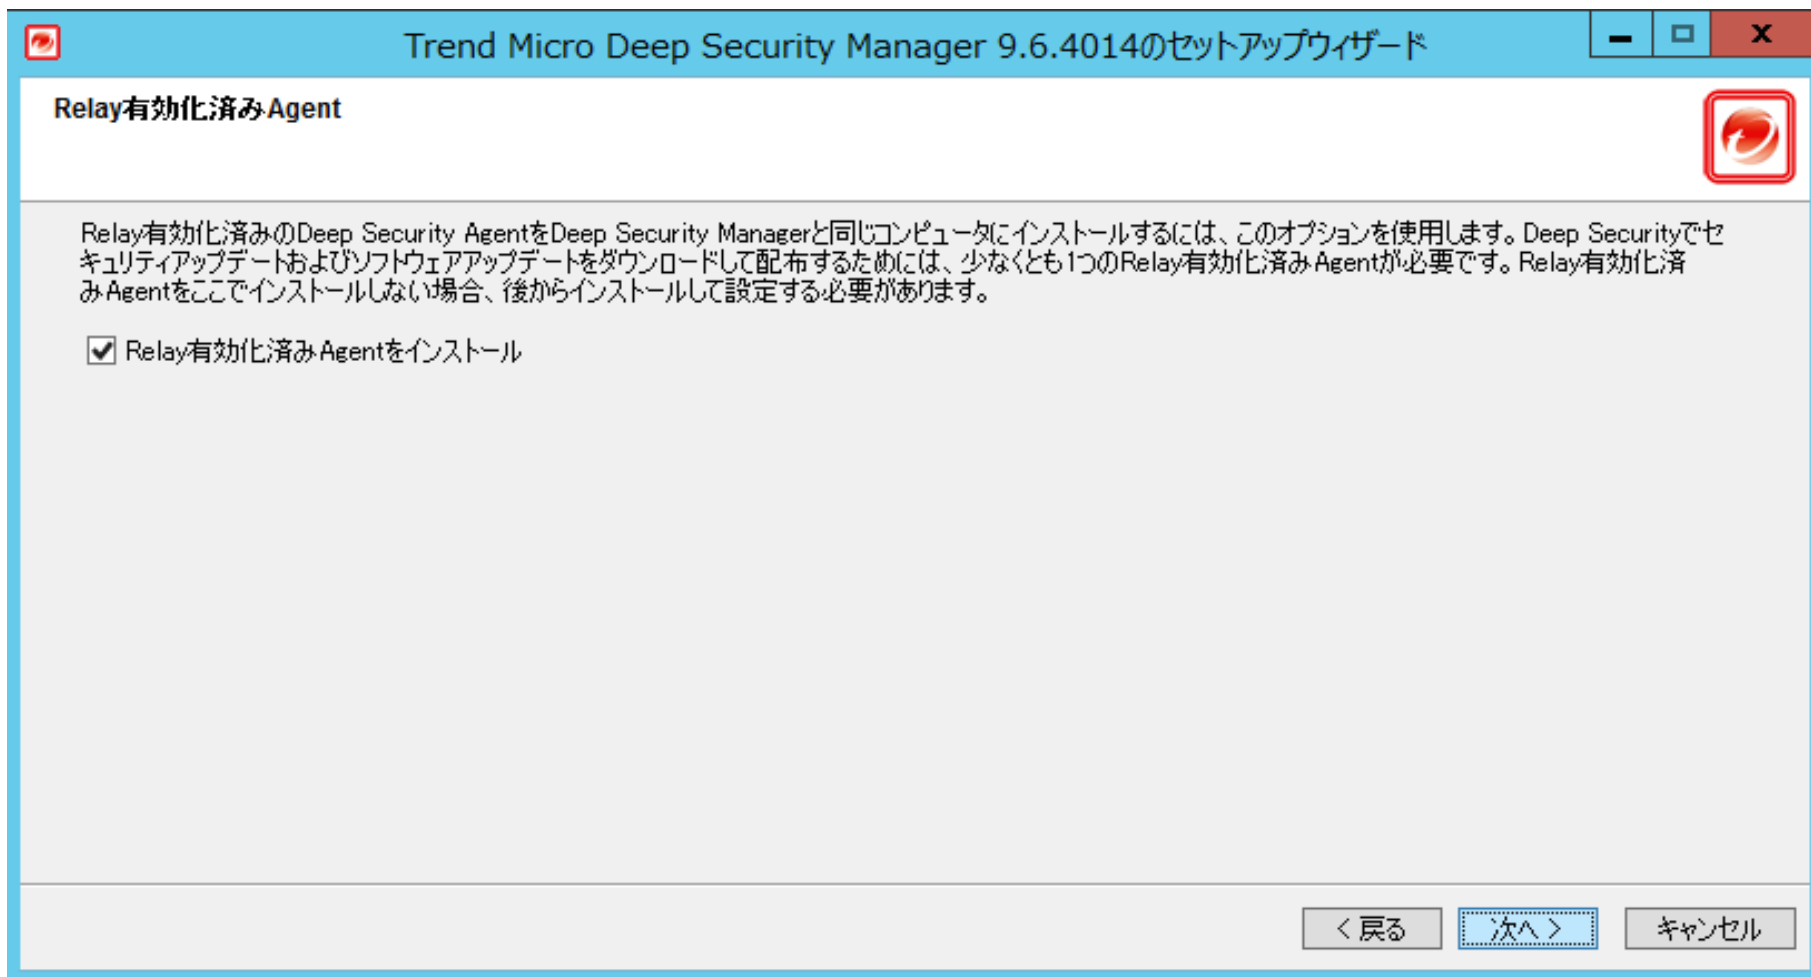 Trend Micro Deep Security Manager 9.6.4014のセットアップウィザード
Relay有効化済みAgent
Relay有効化済みのDeep Security AgentをDeep Security Managerと同じコンピュータにインストールするには、このオプションを使用します。Deep Securityでセ
キュリティアップデートおよびソフトウェアアップデートをダウンロードして配布するためには、少なくとも1つのRelay有効化済みAgentが必要です。Relay有効化済
みAgentをここでインストールしない場合、後からインストールして設定する必要があります。
Relay有効化済みAgentをインストール
< 戻る 次へ > キャンセル